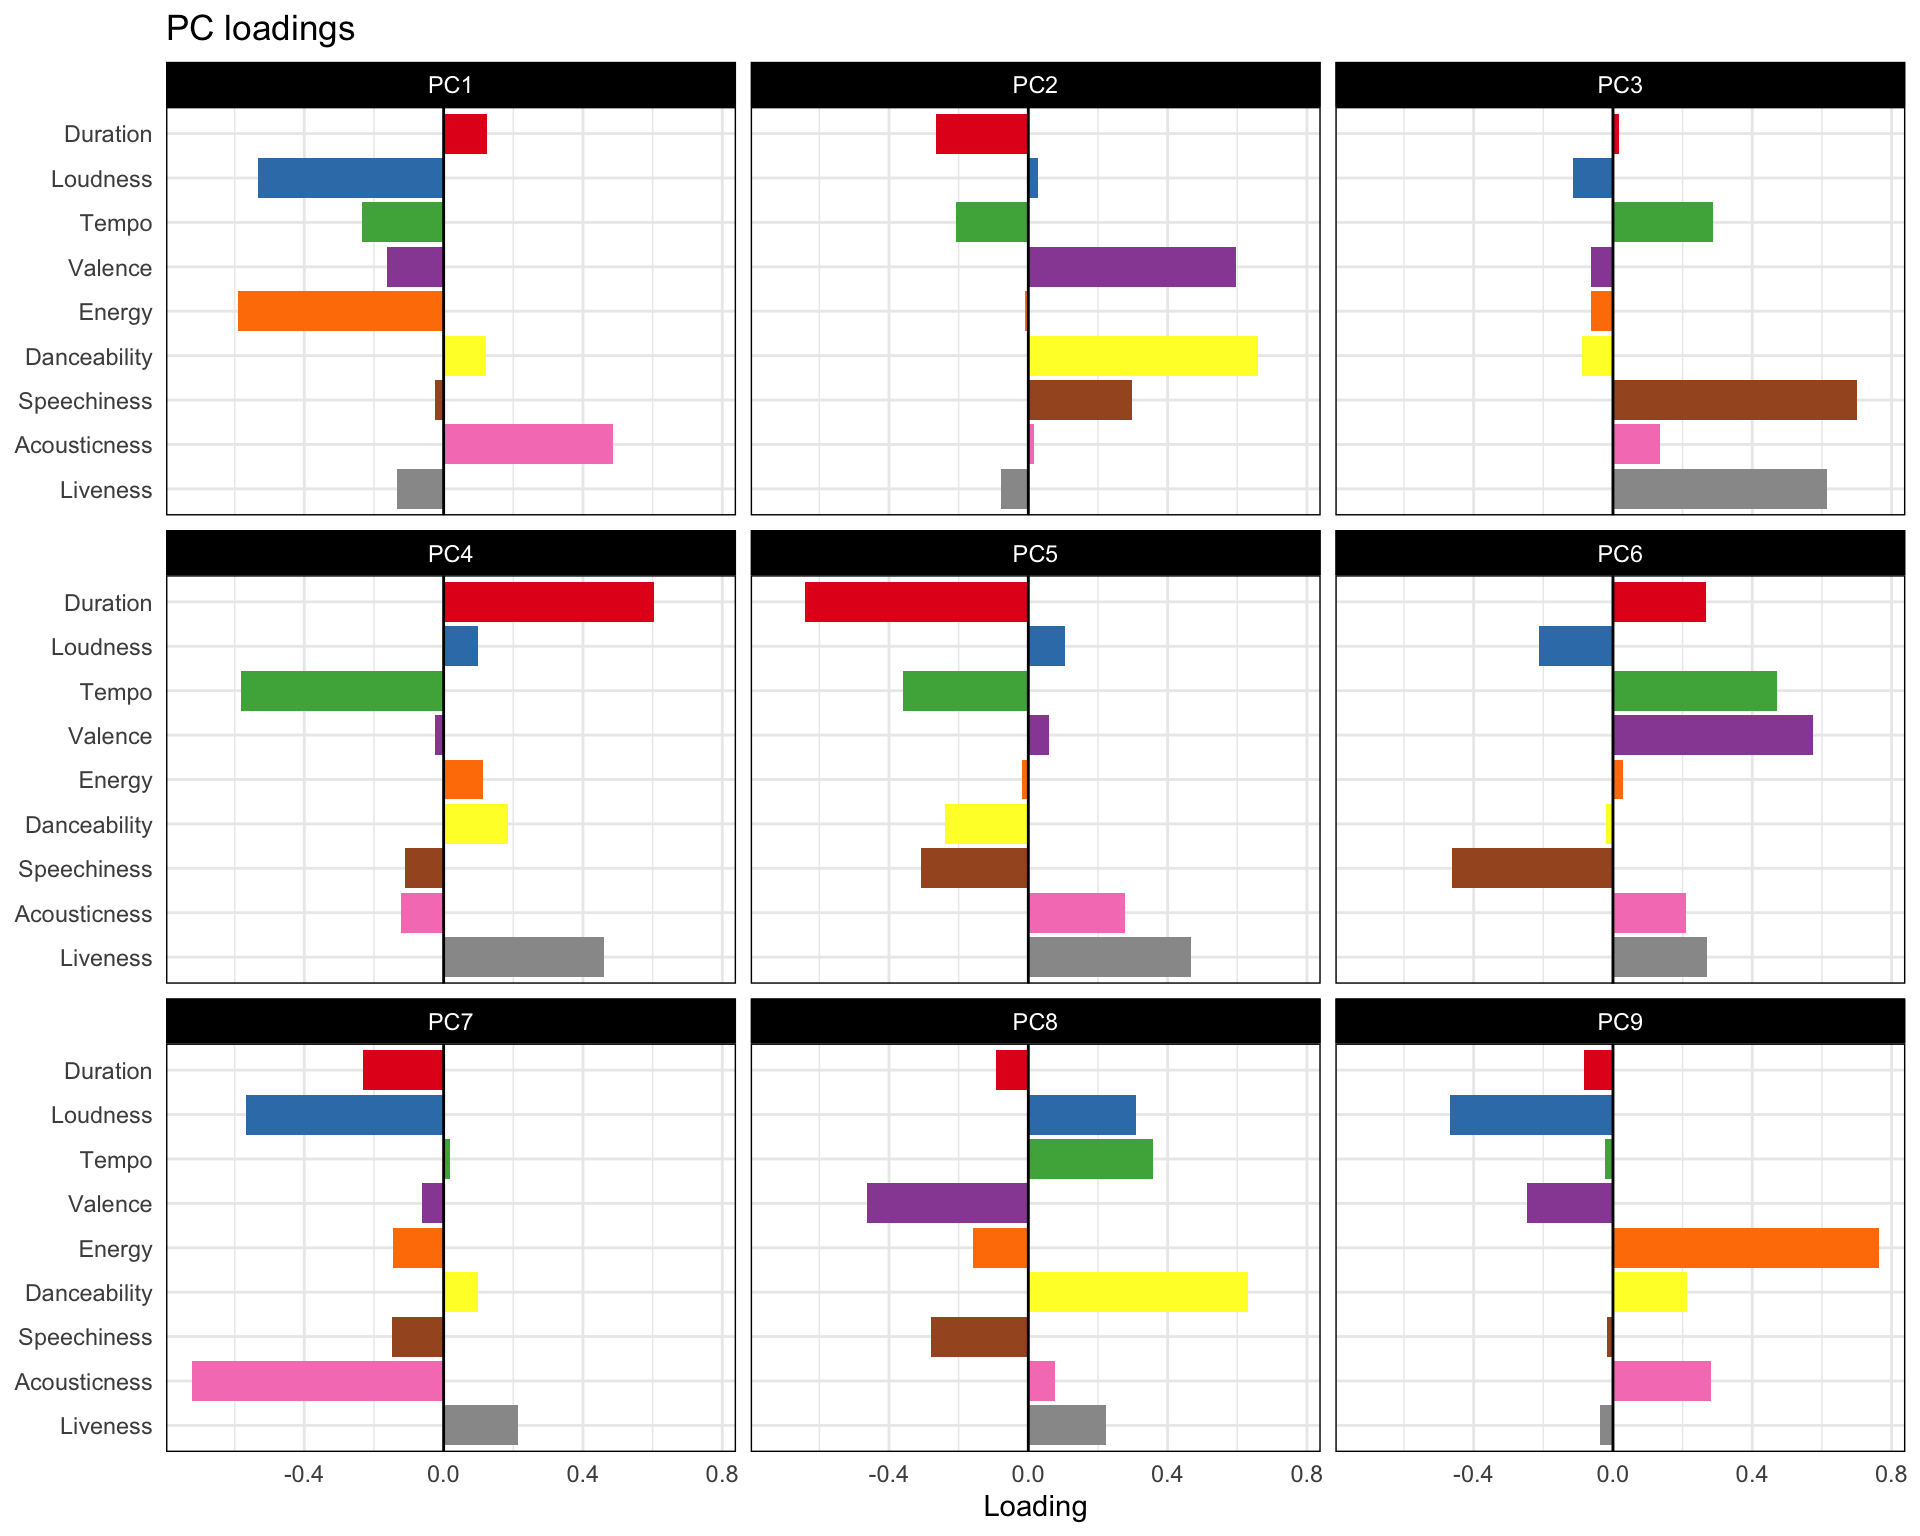 PC loadings
PC1
PC2
PC3
Duration
Loudness
Tempo
Valence
Energy
Danceability
Speechiness
Acousticness
Liveness
PC4
PC5
PC6
Duration
Loudness
Tempo
Valence
Energy
Danceability
Speechiness
Acousticness
Liveness
PC7
PC8
PC9
Duration
Loudness
Tempo
Valence
Energy
Danceability
Speechiness
Acousticness
Liveness
-0.4 0.0 0.4 0.8
-0.4 0.0 0.4 0.8
-0.4 0.0 0.4 0.8
Loading